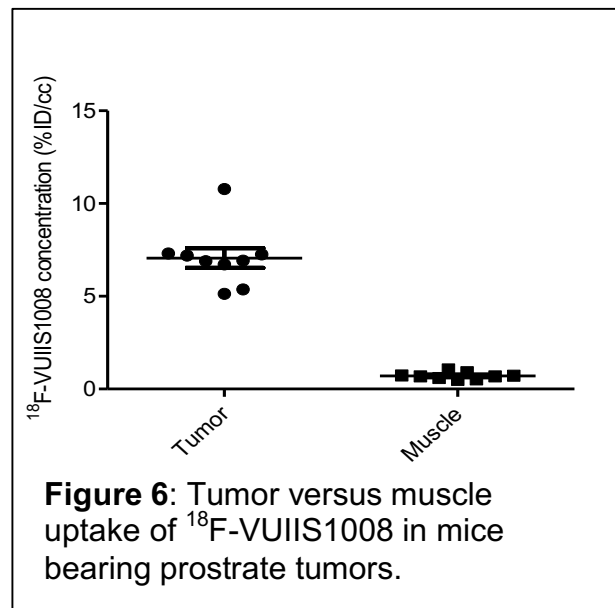 15
10
5
0
¹⁸F-VUIIS1008 concentration (%ID/cc)
Tumor
Muscle
Figure 6: Tumor versus muscle
uptake of ¹⁸F-VUIIS1008 in mice
bearing prostrate tumors.